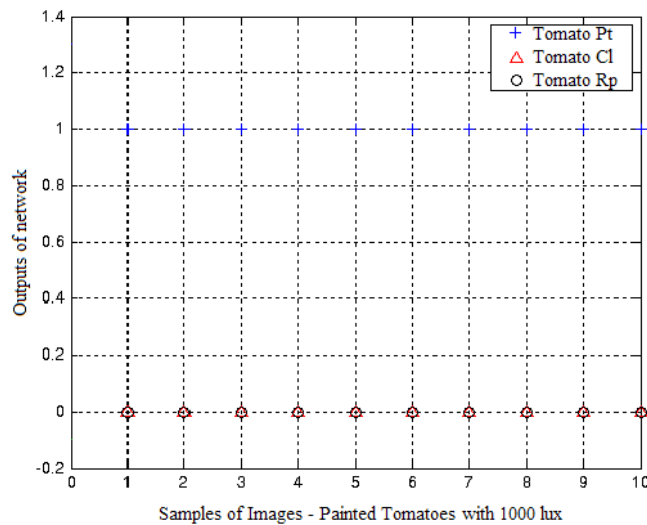 1.4
1.2
1
0.8
0.6
0.4
0.2
0
-0.2
Outputs of network
Tomato Pt
Tomato Cl
Tomato Rp
0 1 2 3 4 5 6 7 8 9 10
Samples of Images - Painted Tomatoes with 1000 lux